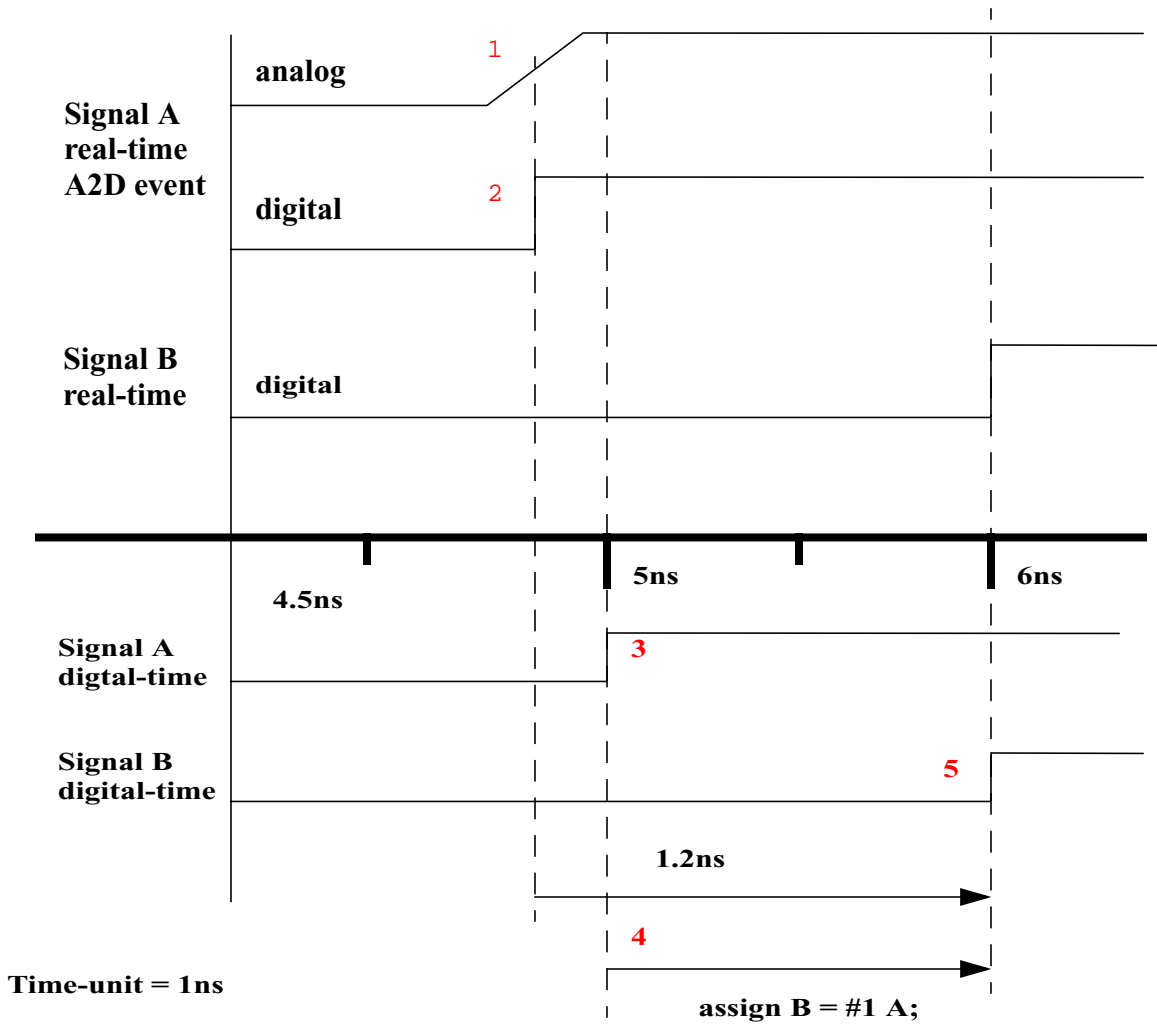 1
analog
Signal A
real-time
A2D event
2
digital
Signal B
real-time
digital
5ns
6ns
4.5ns
Signal A
digtal-time
3
Signal B
digital-time
5
1.2ns
4
Time-unit = 1ns
assign B = #1 A;